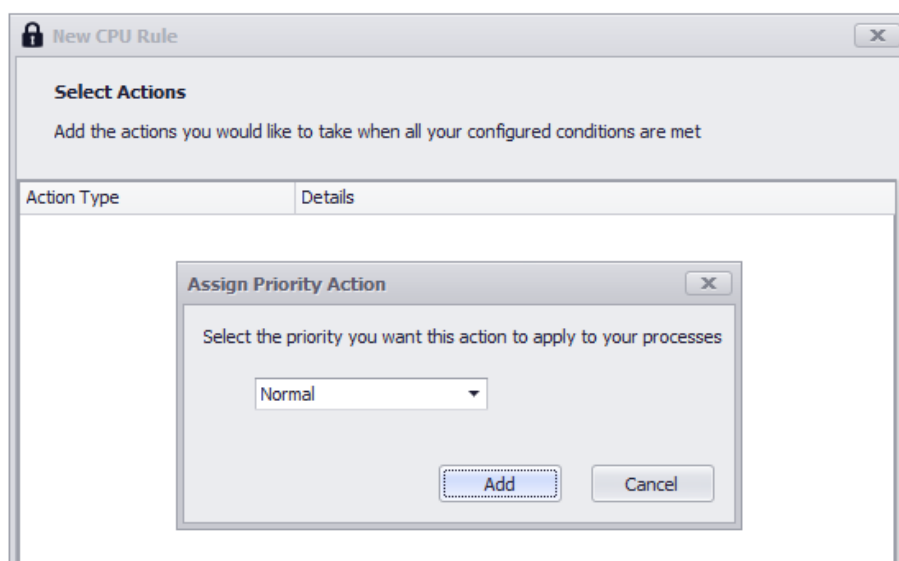 New CPU Rule
Select Actions
Add the actions you would like to take when all your configured conditions are met
Action Type Details
Assign Priority Action
Select the priority you want this action to apply to your processes
Normal
Add Cancel